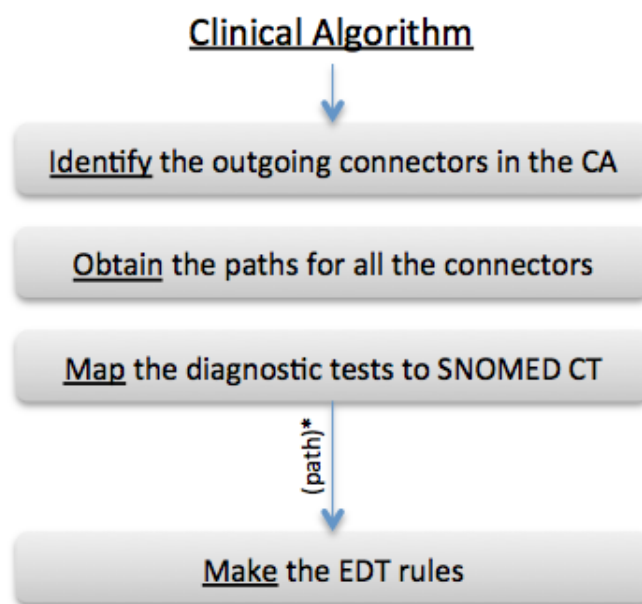 Clinical Algorithm
Identify the outgoing connectors in the CA
Obtain the paths for all the connectors
Map the diagnostic tests to SNOMED CT
(path)*
Make the EDT rules